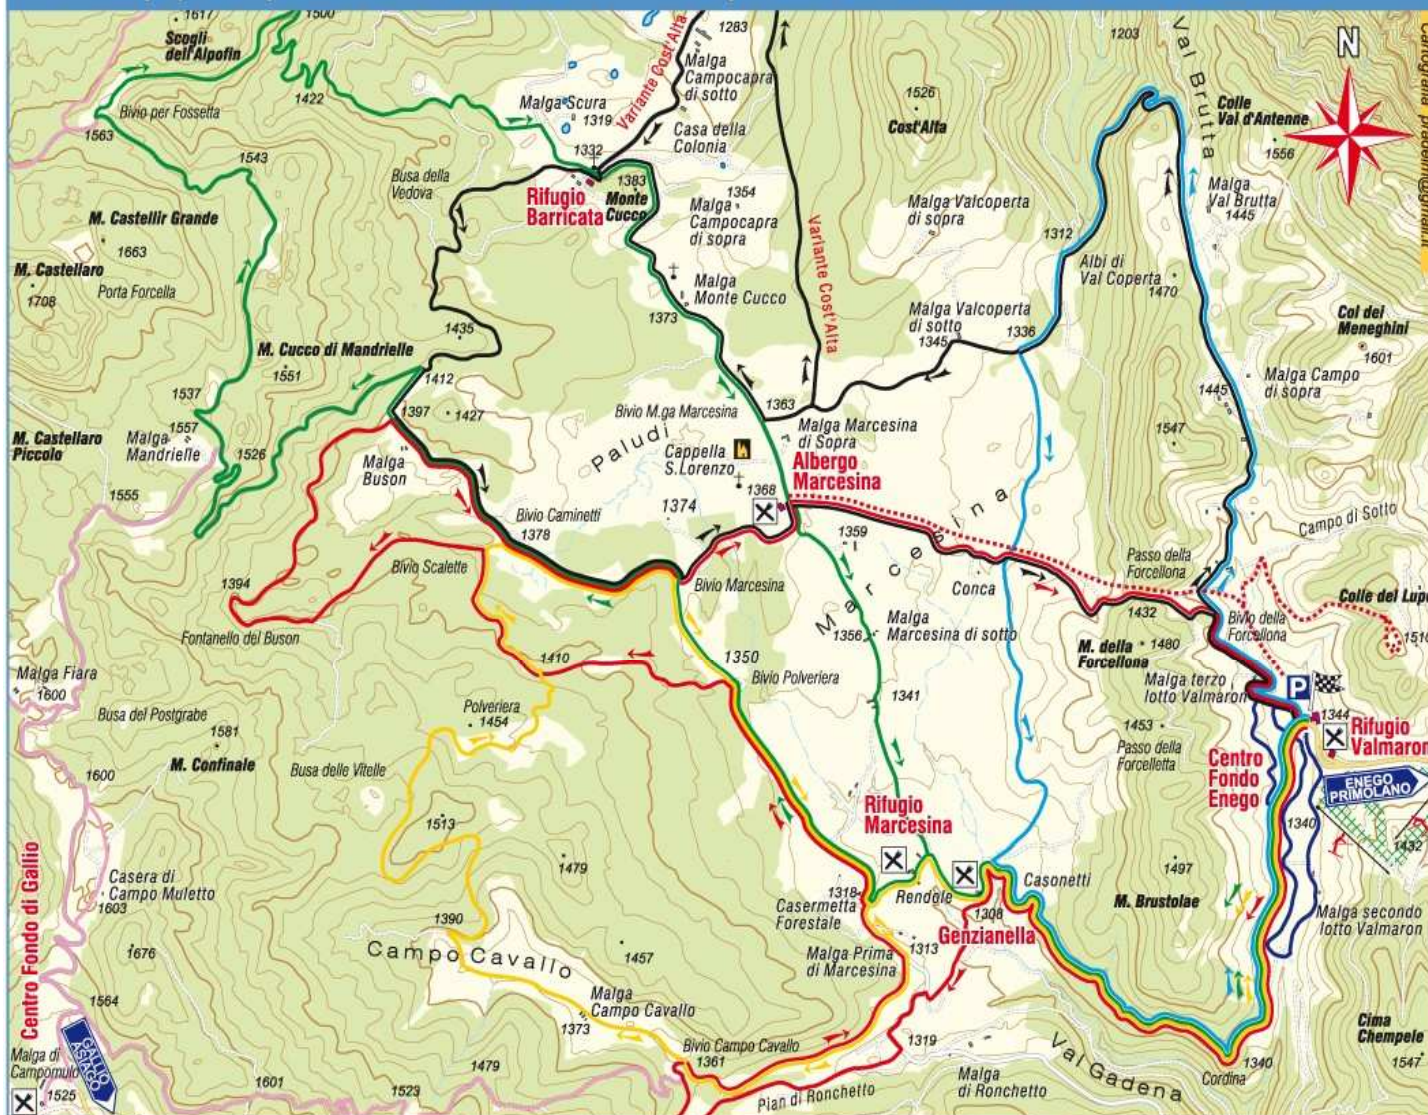 1617
1500
Scogli
dell'Alpofin
1283
Variante Cost'Alta
Malga
Campocapra
di sotto
1203
Val Brutta
N
1422
Bivio per Fossetta
Malga Scura
1319
1526
Cost'Alta
Colle
Val d'Antenne
1556
1563
Casa della
Colonia
1332
1543
Busa della
Vedova
1383
Monte
Cucco
Rifugio
Barricata
1354
Malga
Campocapra
di sopra
Malga Valcoperta
di sopra
Malga
Val Brutta
1445
M. Castellir Grande
1663
1312
Albi di
Val Coperta
1470
M. Castellaro
1708
Porta Forcella
Malga
Monte Cucco
Variante Cost'Alta
1373
Malga Valcoperta
di sotto
1345
1336
Col dei
Meneghini
1601
1435
M. Cucco di Mandrielle
1551
1412
1537
1557
1397
1427
1363
Bivio M.ga Marcesina
1445
Malga Campo
di sopra
M. Castellaro
Piccolo
Malga
Mandrielle
1526
Malga
Buson
Paludi
Cappella
S.Lorenzo
Malga Marcesina
di Sopra
Albergo
Marcesina
1547
1555
1368
1374
Bivio Caminetti
1378
Marcesina
1359
Campo di Sotto
Passo della
Forcellona
Bivio Scalette
1394
Bivio Marcesina
Conca
1432
Colle del Lupo
Fontanello del Buson
1356
Malga
Marcesina di sotto
Bivio della
Forcellona
M. della
Forcellona
1480
1410
1350
Bivio Polveriera
1341
Malga terzo
lotto Valmaron
P
Malga Fiara
1600
Busa del Postgrabe
Polveriera
1454
1344
Rifugio
Valmaron
1453
Passo della
Forcelletta
1581
M. Confinale
Busa delle Vitelle
1600
Centro
Fondo
Enego
ENEGO
PRIMOLANO
1513
Rifugio
Marcesina
1340
1432
1479
1497
Casera di
Campo Muletto
1603
1318
Casermetta
Forestale
Rendole
Casonetti
M. Brustolae
1390
1308
Genzianella
Malga secondo
lotto Valmaron
Centro Fondo di Gallio
1676
Campo Cavallo
1457
Malga Prima
di Marcesina
1313
1564
Malga
Campo Cavallo
1373
Cima
Chempele
1547
GALLIO
ASIAGO
Malga di
Campomulo
1525
Bivio Campo Cavallo
1361
1319
Val Gadena
1340
Cordina
1479
1601
1523
Pian di Ronchetto
Malga
di Ronchetto